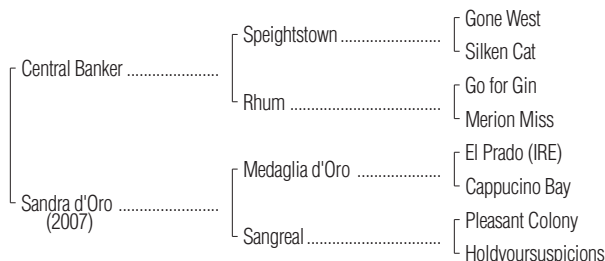 Gone West
Speightstown ......................
Silken Cat
Central Banker ....................
Go for Gin
Rhum .................................
Merion Miss
El Prado (IRE)
Medaglia d'Oro ..................
Cappucino Bay
Sandra d'Oro ......................
(2007)
Pleasant Colony
Sangreal .............................
Holdyoursuspicions